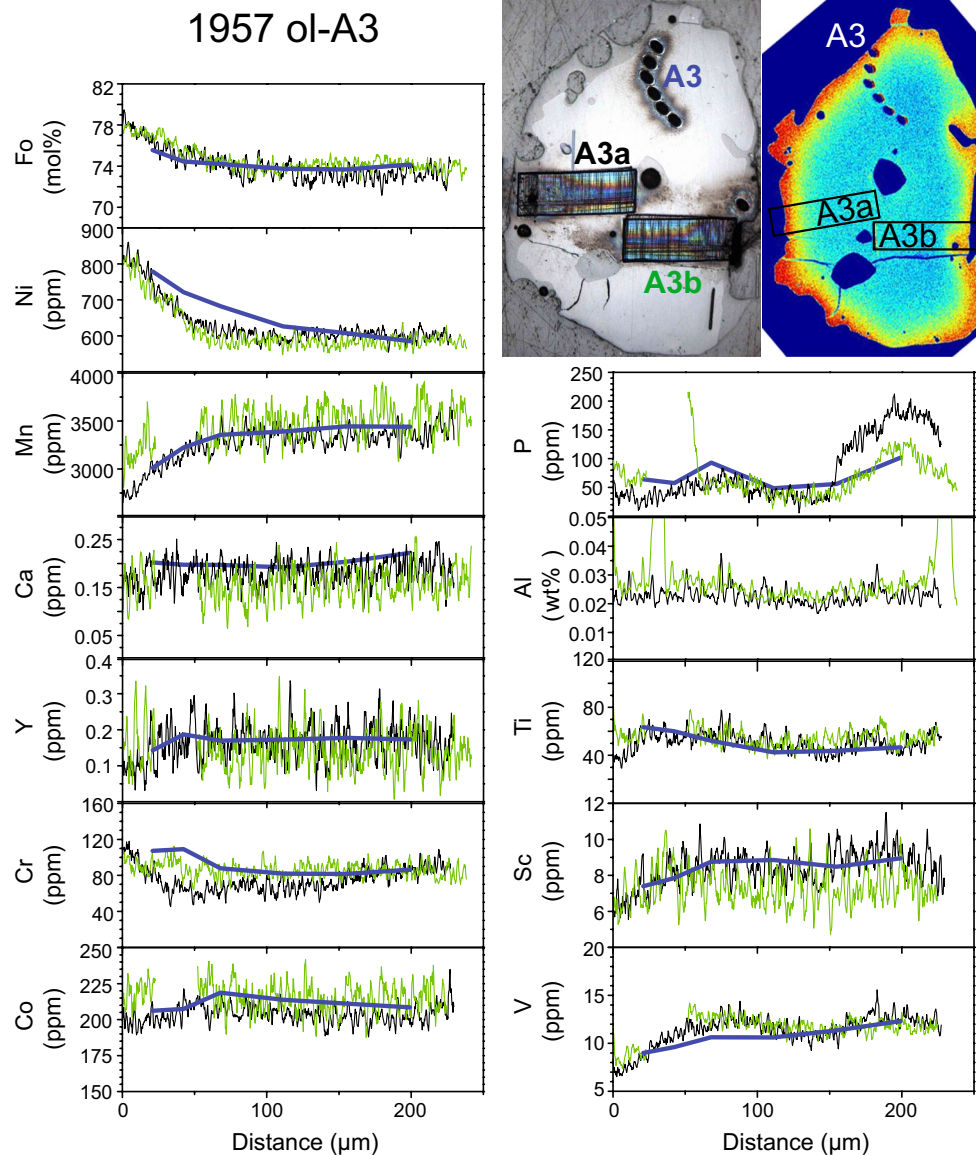 1957 ol-A3
A3
A3a
A3b
A3
A3a
A3b
Fo
(mol%)
82
78
74
70
Ni
(ppm)
900
800
700
600
Mn
(ppm)
4000
3500
3000
Ca
(ppm)
0.25
0.15
0.05
Y
(ppm)
0.4
0.3
0.2
0.1
Cr
(ppm)
160
120
80
40
Co
(ppm)
250
225
200
175
150
0
100
200
Distance (µm)
P
(ppm)
250
200
150
100
50
Al
(wt%)
0.05
0.04
0.03
0.02
0.01
Ti
(ppm)
120
80
40
Sc
(ppm)
12
10
8
6
V
(ppm)
20
15
10
5
0
100
200
Distance (µm)